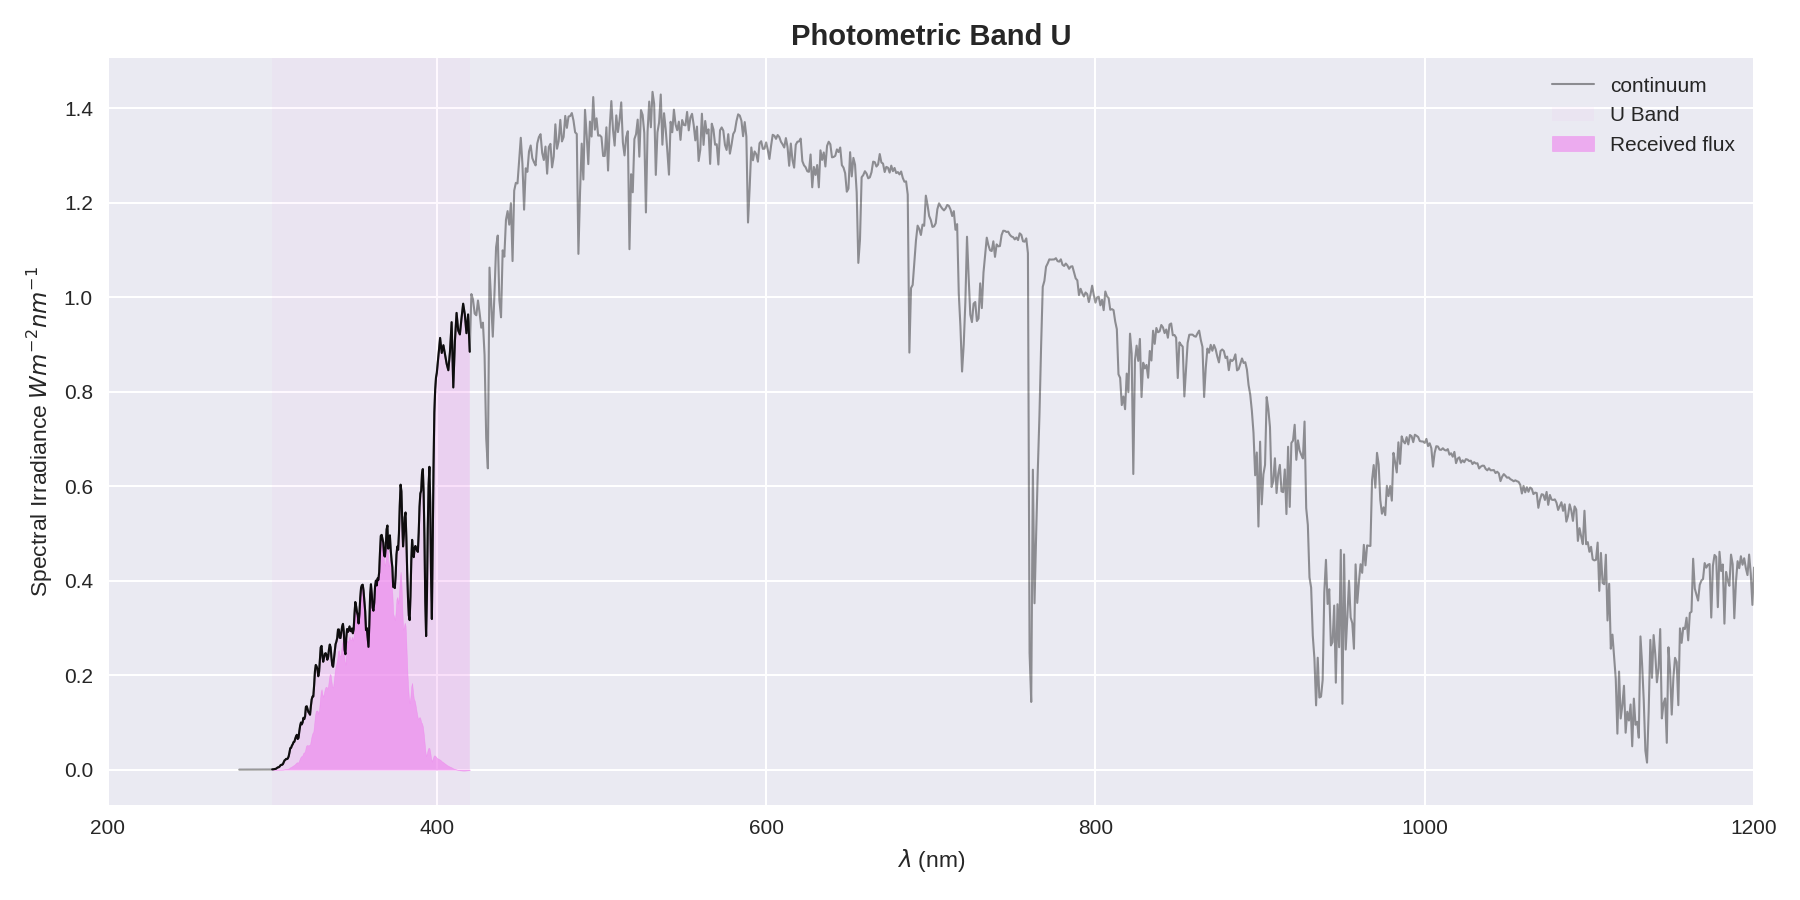 Photometric Band U
continuum
U Band
Received flux
1.4
1.2
1.0
0.8
0.6
0.4
0.2
0.0
Spectral Irradiance Wm⁻²nm⁻¹
200
400
600
800
1000
1200
λ (nm)